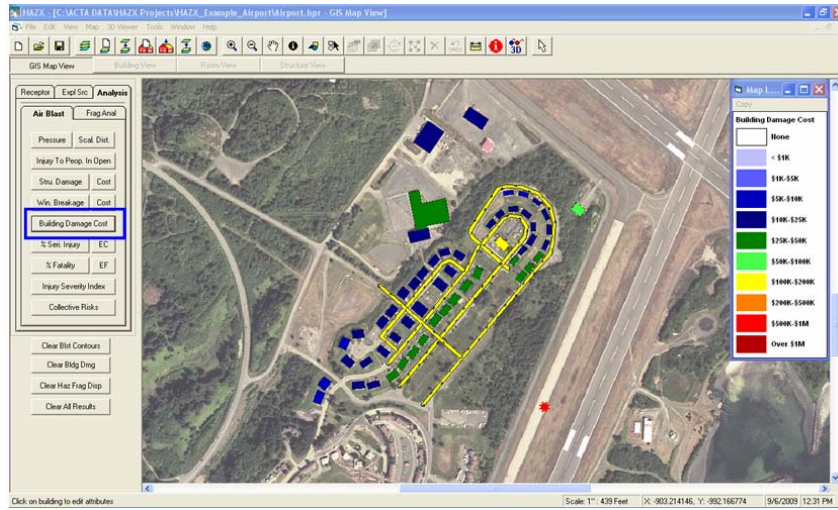 HAZX - [C:\ACTA DATA\HAZX Projects\HAZX_Example_Airport\Airport.hpr - GIS Map View]
File Edit View Map 3D Viewer Tools Window Help
3D
GIS Map View Building View Room View Structure View
Receptor Expl Src Analysis
Air Blast Frag Anal
Pressure Scal. Dist.
Injury To Peop. In Open
Stru. Damage Cost
Win. Breakage Cost
Building Damage Cost
% Seri. Injury EC
% Fatality EF
Injury Severity Index
Collective Risks
Clear Blst Contours
Clear Bldg Dmg
Clear Haz Frag Disp
Clear All Results
Map L...
Copy
Building Damage Cost
None
< $1K
$1K-$5K
$5K-$10K
$10K-$25K
$25K-$50K
$50K-$100K
$100K-$200K
$200K-$500K
$500K-$1M
Over $1M
Click on building to edit attributes Scale: 1" : 439 Feet X: -903.214146, Y: -992.166774 9/6/2009 12:31 PM